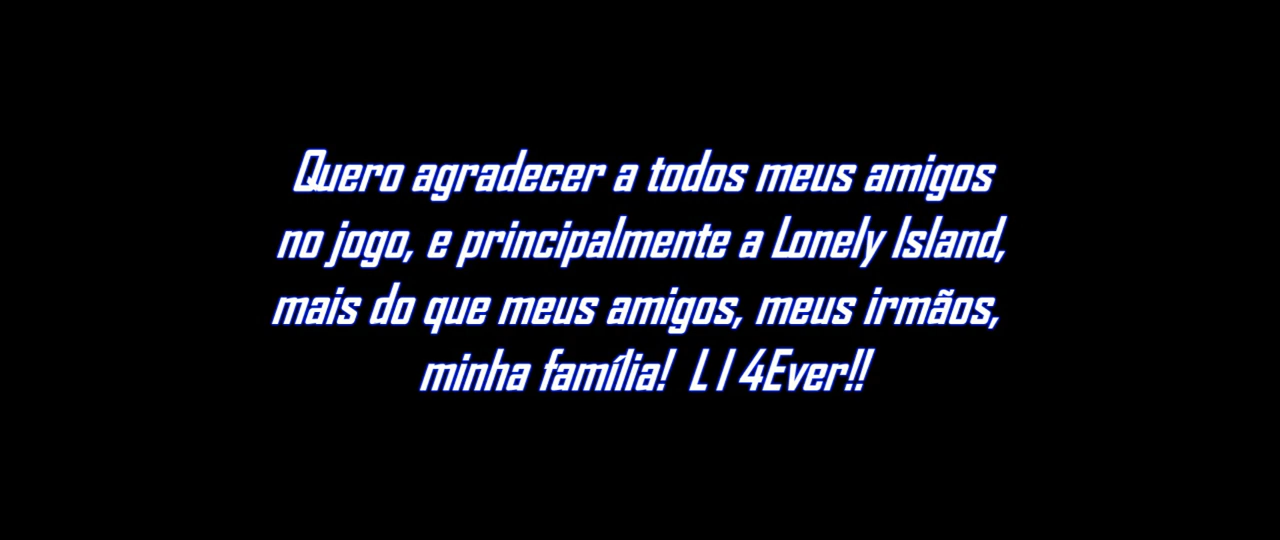 Quero agradecer a todos meus amigos
no jogo, e principalmente a Lonely Island,
mais do que meus amigos, meus irmãos,
minha família! L I 4Ever!!